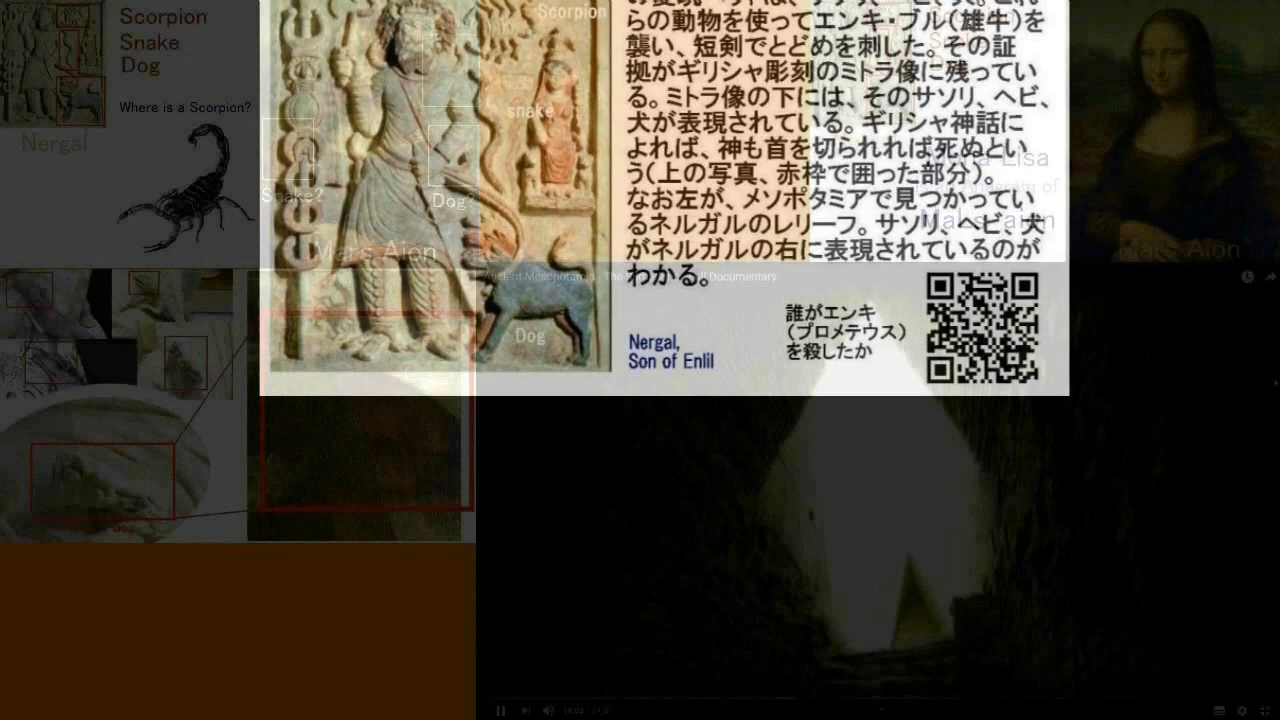 Scorpion
Snake
Dog
Where is a Scorpion?
Nergal
Scorpion
snake
Snake?
Dog?
Mars Aion
Dog
らの動物を使ってエンキ・ブル(雄牛)を
襲い、短剣でとどめを刺した。その証
拠がギリシャ彫刻のミトラ像に残ってい
る。ミトラ像の下には、そのサソリ、ヘビ、
犬が表現されている。ギリシャ神話に
よれば、神も首を切られれば死ぬとい
う(上の写真、赤枠で囲った部分)。
なお左が、メソポタミアで見つかってい
るネルガルのレリーフ。サソリ、ヘビ、犬
がネルガルの右に表現されているのが
わかる。
Nergal,
Son of Enlil
誰がエンキ
(プロメテウス)
を殺したか
Mona Lisa
Anagram of
Mars Aion
Documentary